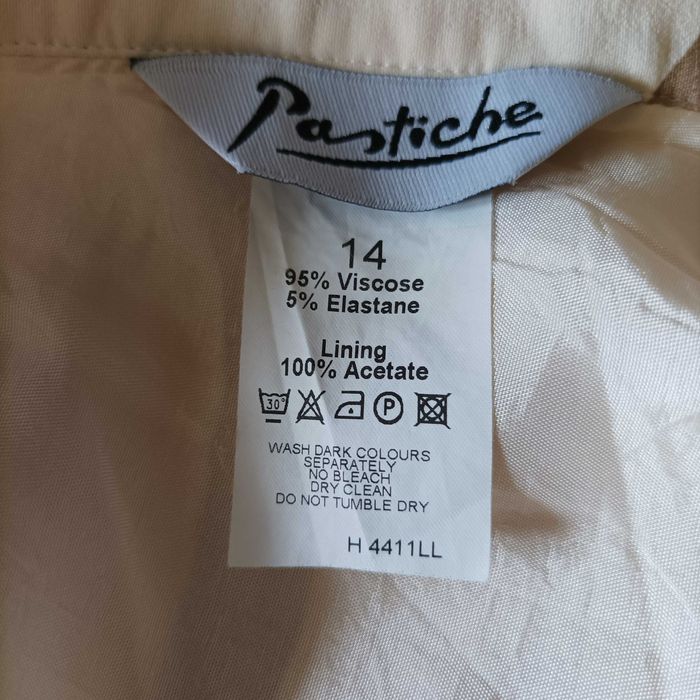 Pastiche
14
95% Viscose
5% Elastane
Lining
100% Acetate
30° P
WASH DARK COLOURS
SEPARATELY
NO BLEACH
DRY CLEAN
DO NOT TUMBLE DRY
H 4411LL